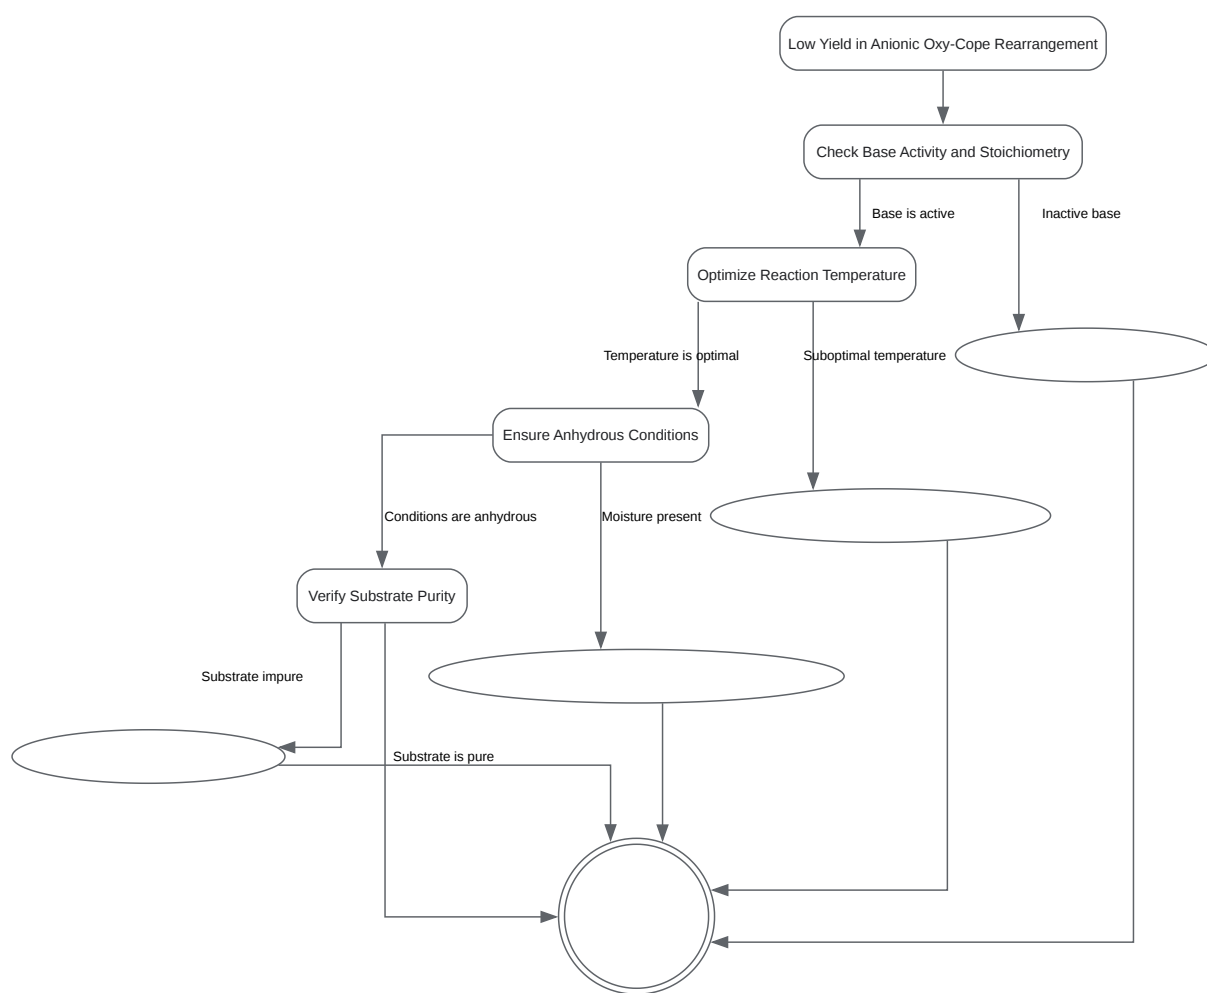 Low Yield in Anionic Oxy-Cope Rearrangement
Check Base Activity and Stoichiometry
Base is active
Inactive base
Optimize Reaction Temperature
Temperature is optimal
Suboptimal temperature
Ensure Anhydrous Conditions
Conditions are anhydrous
Moisture present
Verify Substrate Purity
Substrate impure
Substrate is pure